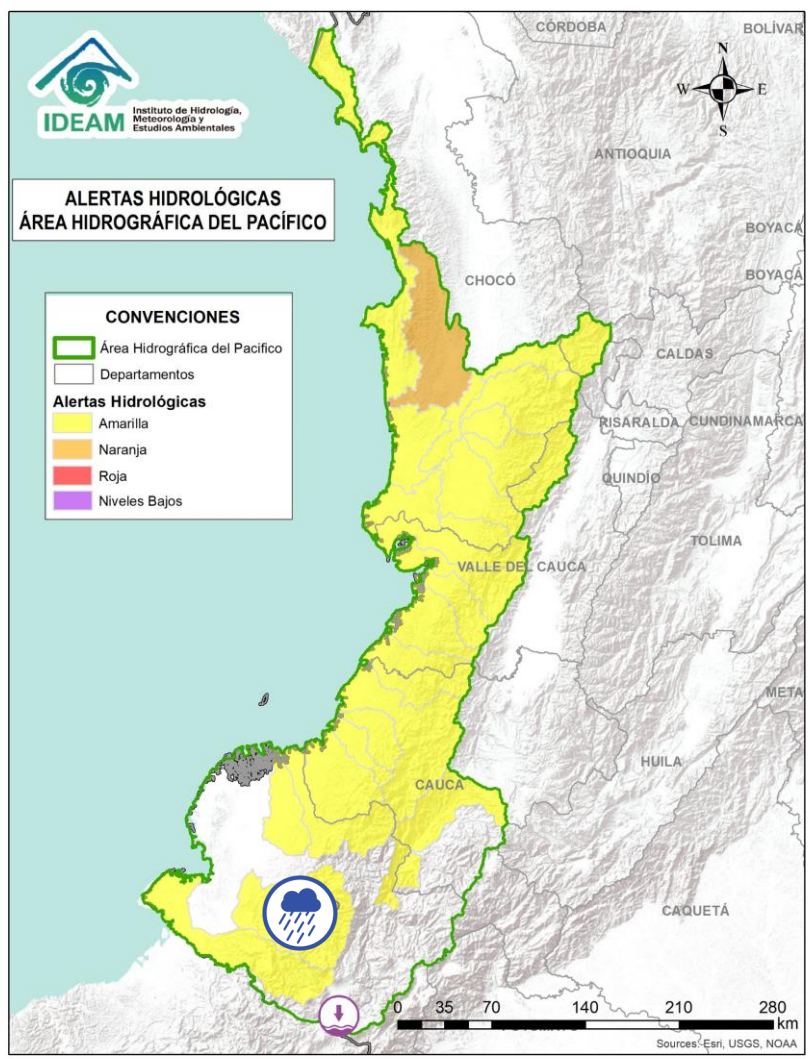 CÓRDOBA
BOLÍVAR
N
W E
S
IDEAM
Instituto de Hidrología,
Meteorología y
Estudios Ambientales
ANTIOQUIA
ALERTAS HIDROLÓGICAS
ÁREA HIDROGRÁFICA DEL PACÍFICO
BOYACÁ
BOYACÁ
CHOCÓ
CONVENCIONES
Área Hidrográfica del Pacifico
Departamentos
Alertas Hidrológicas
Amarilla
Naranja
Roja
Niveles Bajos
CALDAS
RISARALDA
CUNDINAMARCA
QUINDÍO
TOLIMA
VALLE DEL CAUCA
META
HUILA
CAUCA
CAQUETÁ
0 35 70 140 210 280
km
Sources: Esri, USGS, NOAA